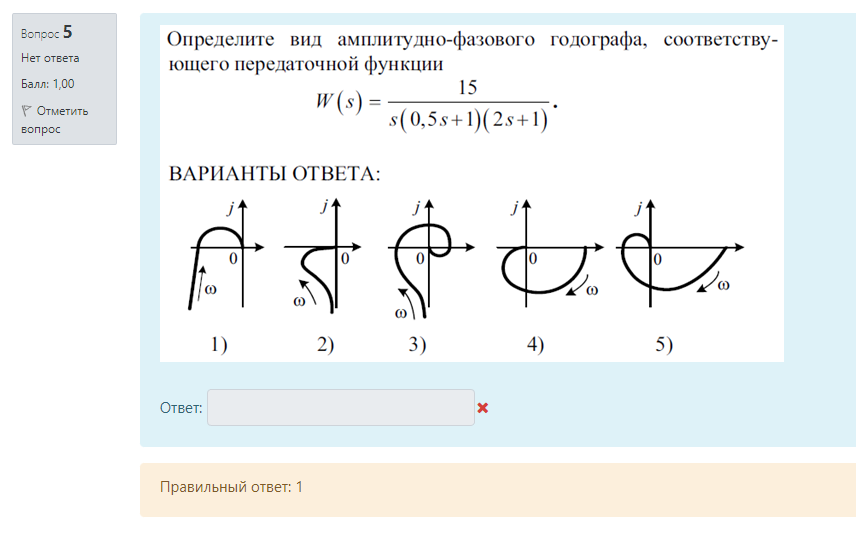 Вопрос 5
Нет ответа
Балл: 1,00
Отметить
вопрос
Определите вид амплитудно-фазового годографа, соответству-
ющего передаточной функции
W(s) = 15 / s(0,5s+1)(2s+1).
ВАРИАНТЫ ОТВЕТА:
j j j j j
0 0 0 0 0
ω ω ω ω ω
1) 2) 3) 4) 5)
Ответ:
Правильный ответ: 1